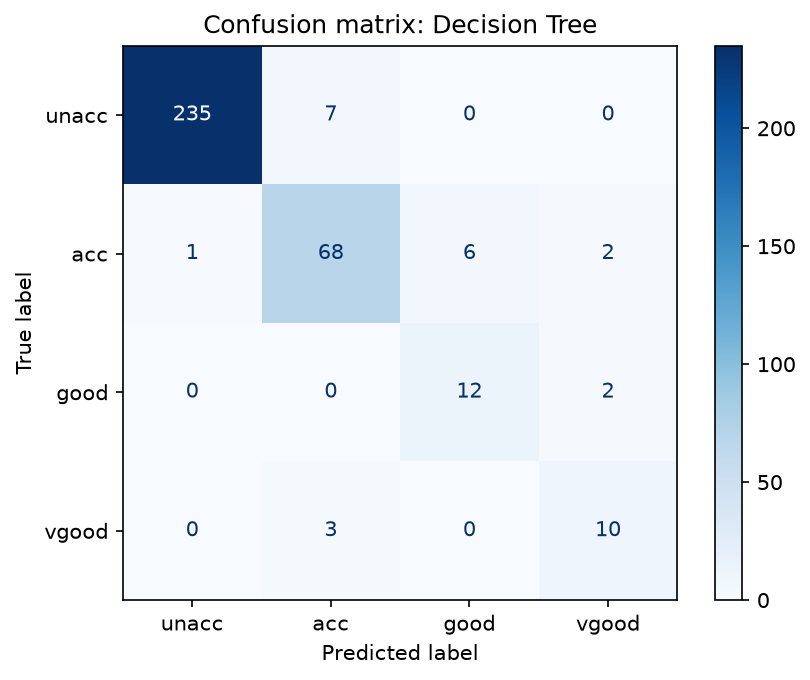 Confusion matrix: Decision Tree
unacc 235 7 0 0
acc 1 68 6 2
good 0 0 12 2
vgood 0 3 0 10
unacc acc good vgood
Predicted label
True label
200
150
100
50
0